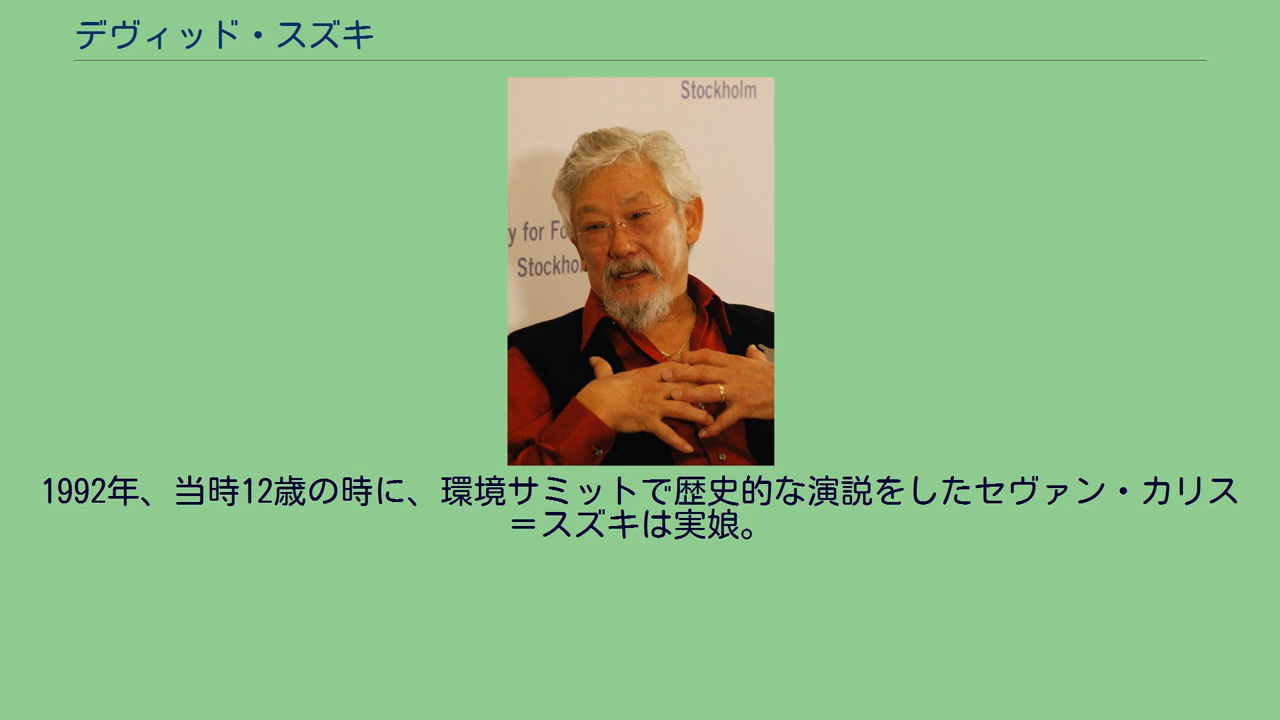 デヴィッド・スズキ
Stockholm
y for Fo
Stockhol
1992年、当時12歳の時に、環境サミットで歴史的な演説をしたセヴァン・カリス
＝スズキは実娘。